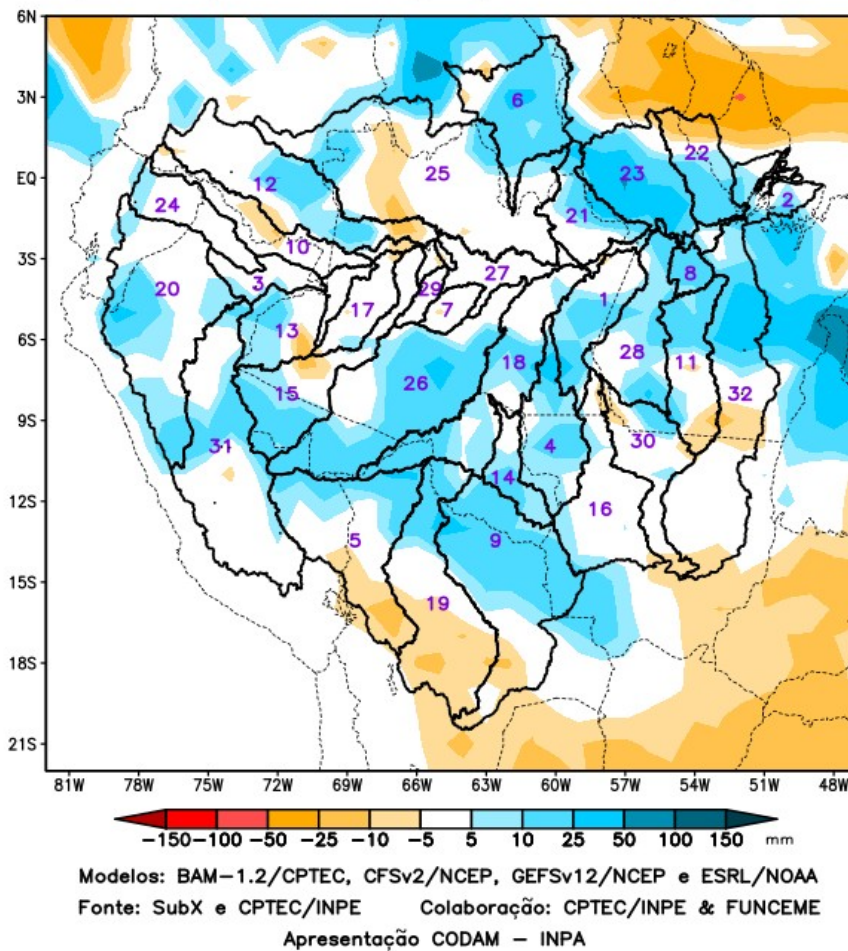 6N
3N
EQ
3S
6S
9S
12S
15S
18S
21S
6
22
25
23
12
2
24
21
10
27
8
3
20
29
17
7
1
13
28
18
11
26
15
32
30
31
4
14
16
5
9
19
81W 78W 75W 72W 69W 66W 63W 60W 57W 54W 51W 48W
−150 −100 −50 −25 −10 −5 5 10 25 50 100 150 mm
Modelos: BAM−1.2/CPTEC, CFSv2/NCEP, GEFSv12/NCEP e ESRL/NOAA
Fonte: SubX e CPTEC/INPE Colaboração: CPTEC/INPE & FUNCEME
Apresentação CODAM − INPA